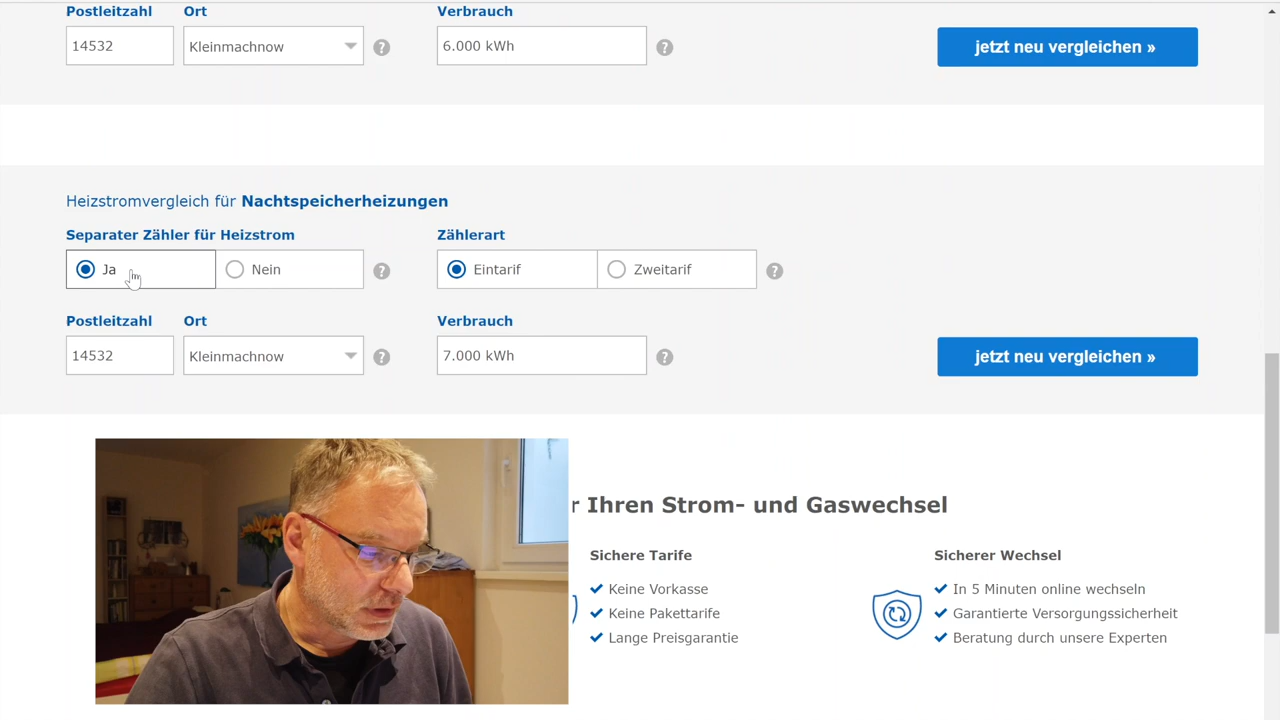 Postleitzahl Ort Verbrauch
14532 Kleinmachnow ? 6.000 kWh ? jetzt neu vergleichen »
Heizstromvergleich für Nachtspeicherheizungen
Separater Zähler für Heizstrom Zählerart
Ja Nein ? Eintarif Zweitarif ?
Postleitzahl Ort Verbrauch
14532 Kleinmachnow ? 7.000 kWh ? jetzt neu vergleichen »
r Ihren Strom- und Gaswechsel
Sichere Tarife
Keine Vorkasse
Keine Pakettarife
Lange Preisgarantie
Sicherer Wechsel
In 5 Minuten online wechseln
Garantierte Versorgungssicherheit
Beratung durch unsere Experten